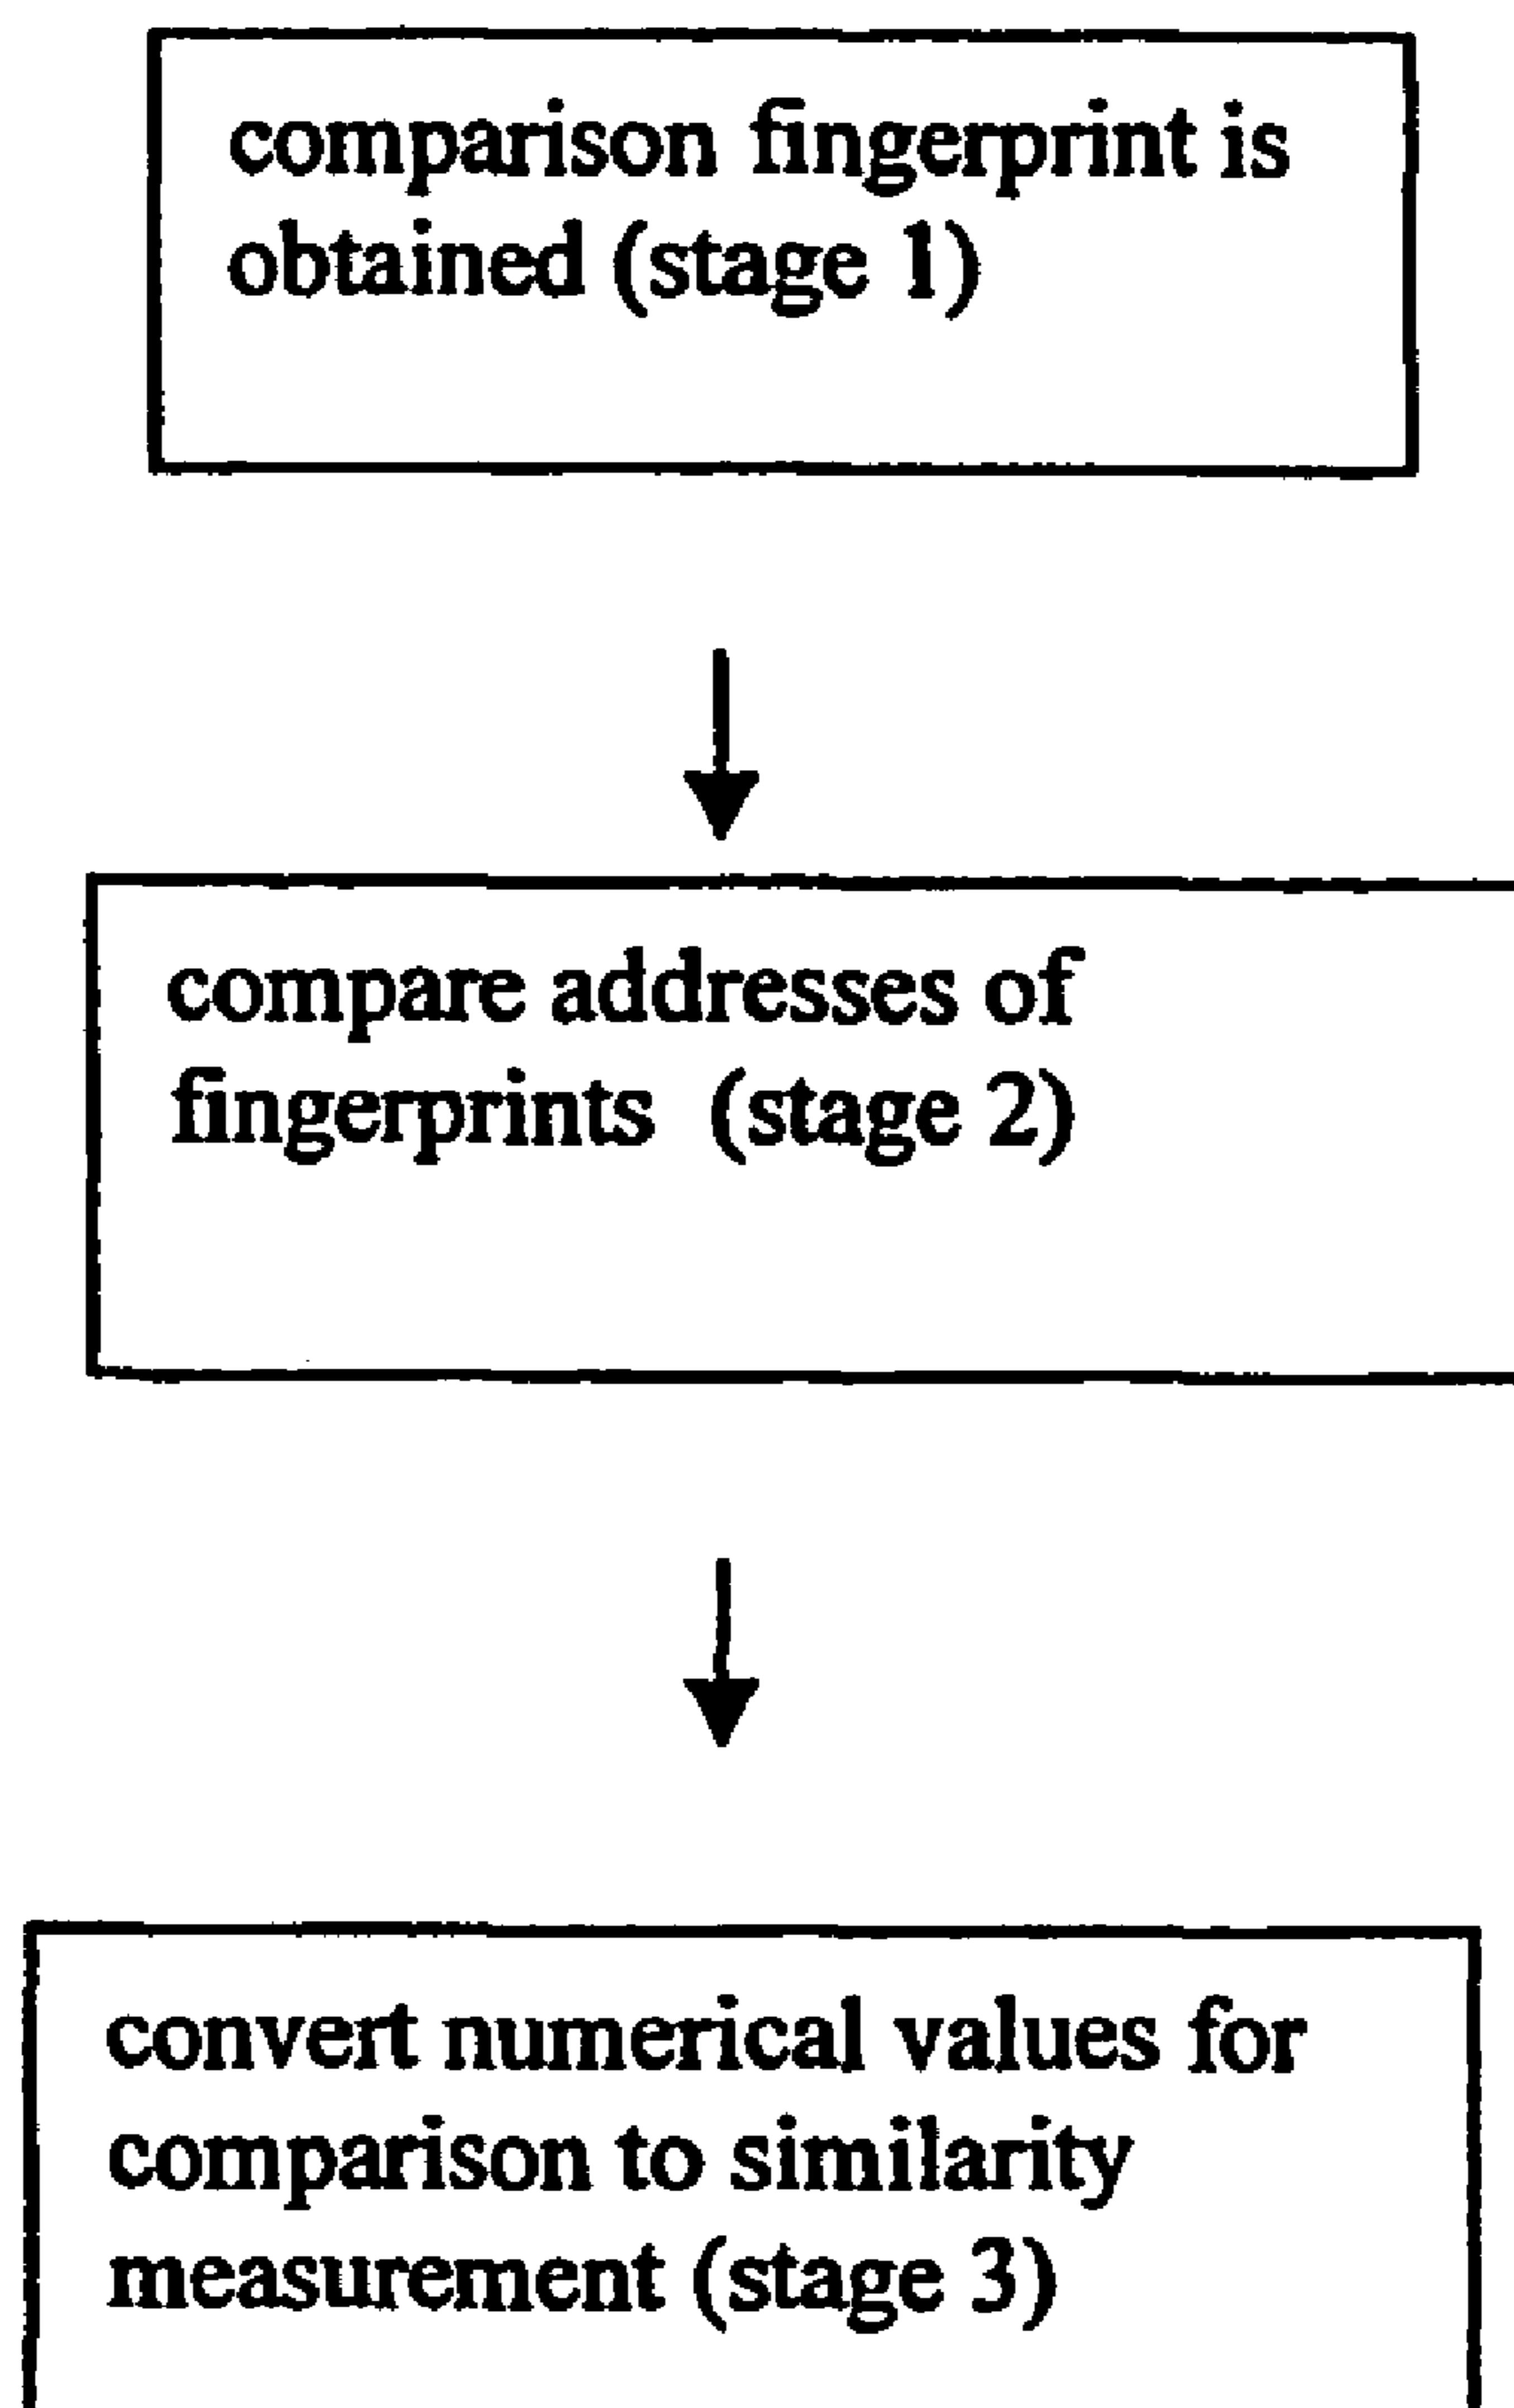 comparison fingerprint is
obtained (stage 1)
compare addresses of
fingerprints (stage 2)
convert numerical values for
comparison to similarity
measurement (stage 3)